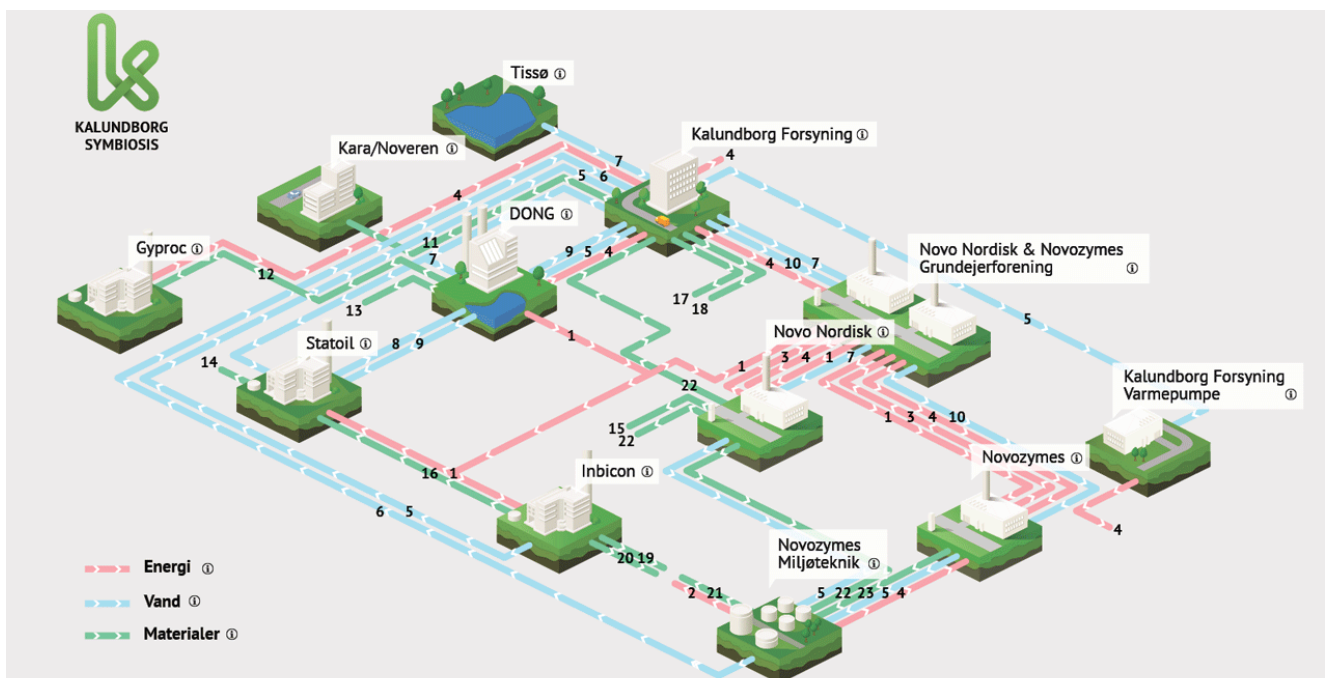 KALUNDBORG
SYMBIOSIS
Tissø
Kara/Noveren
Kalundborg Forsyning
4
7
5 6
4
DONG
Gyproc
11
7
12
9 5 4
4 10 7
Novo Nordisk & Novozymes
Grundejerforening
13
17
18
5
Statoil
8 9
1
Novo Nordisk
14
1 3 4 1 7
22
Kalundborg Forsyning
Varmepumpe
15
22
1 3 4 10
16 1
Inbicon
Novozymes
6 5
4
20 19
Novozymes
Miljøteknik
Energi
2 21
5 22 23 5 4
Vand
Materialer